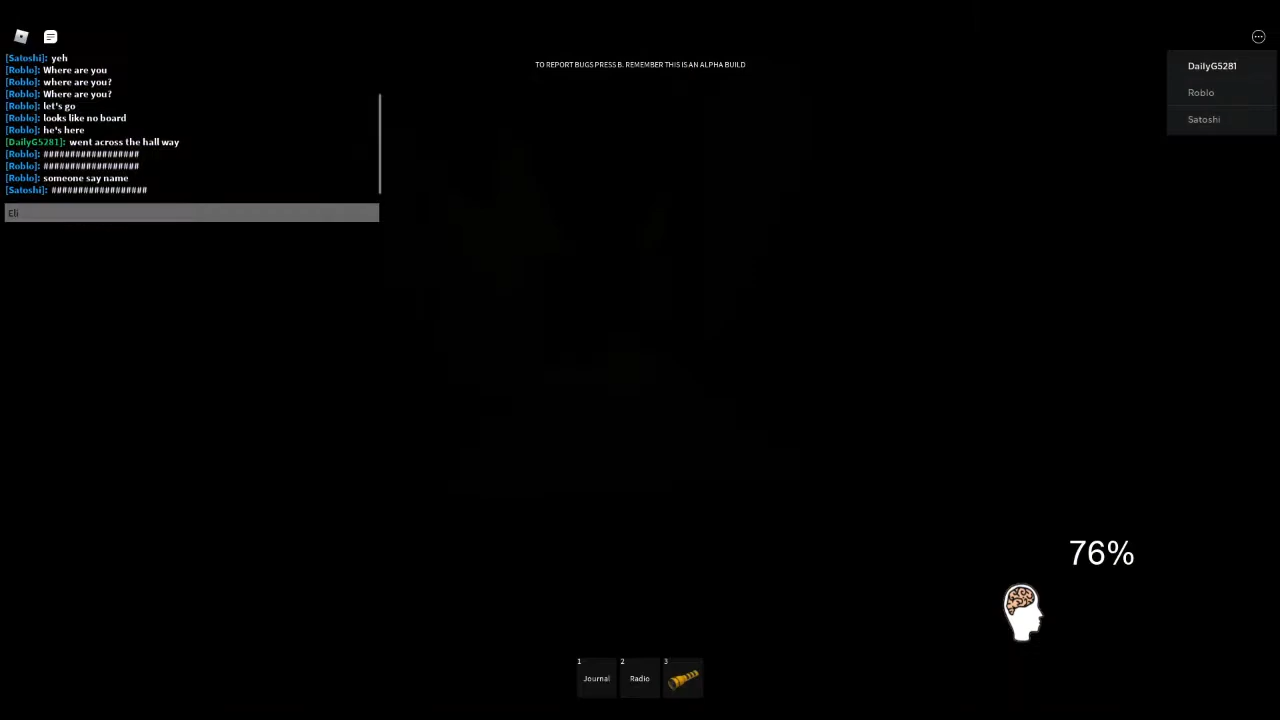 [Satoshi]: yeh
[Roblo]: Where are you
[Roblo]: where are you?
[Roblo]: Where are you?
[Roblo]: let's go
[Roblo]: looks like no board
[Roblo]: he's here
[DailyG5281]: went across the hall way
[Roblo]: #################
[Roblo]: #################
[Roblo]: someone say name
[Satoshi]: #################
Eli
TO REPORT BUGS PRESS B. REMEMBER THIS IS AN ALPHA BUILD
DailyG5281
Roblo
Satoshi
76%
1 2 3
Journal Radio